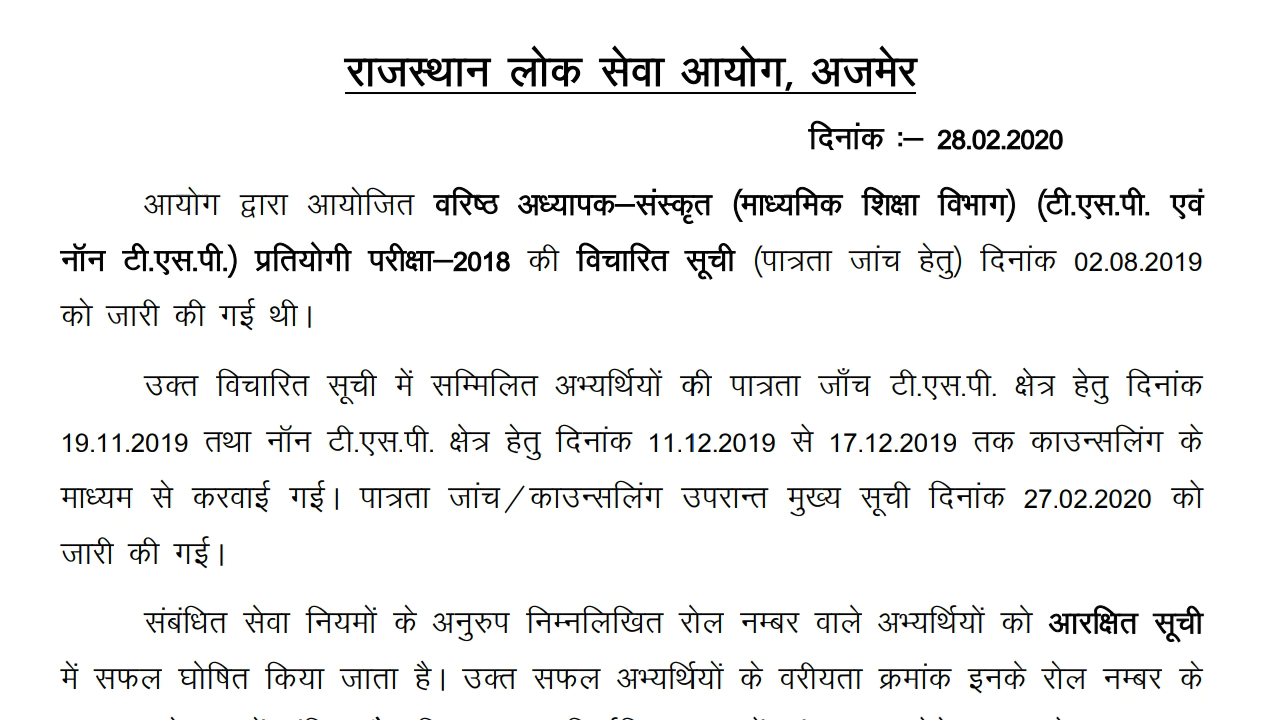 राजस्थान लोक सेवा आयोग, अजमेर
दिनांक :– 28.02.2020
आयोग द्वारा आयोजित वरिष्ठ अध्यापक–संस्कृत (माध्यमिक शिक्षा विभाग) (टी.एस.पी. एवं
नॉन टी.एस.पी.) प्रतियोगी परीक्षा–2018 की विचारित सूची (पात्रता जांच हेतु) दिनांक 02.08.2019
को जारी की गई थी।
उक्त विचारित सूची में सम्मिलित अभ्यर्थियों की पात्रता जाँच टी.एस.पी. क्षेत्र हेतु दिनांक
19.11.2019 तथा नॉन टी.एस.पी. क्षेत्र हेतु दिनांक 11.12.2019 से 17.12.2019 तक काउन्सलिंग के
माध्यम से करवाई गई। पात्रता जांच/काउन्सलिंग उपरान्त मुख्य सूची दिनांक 27.02.2020 को
जारी की गई।
संबंधित सेवा नियमों के अनुरुप निम्नलिखित रोल नम्बर वाले अभ्यर्थियों को आरक्षित सूची
में सफल घोषित किया जाता है। उक्त सफल अभ्यर्थियों के वरीयता क्रमांक इनके रोल नम्बर के